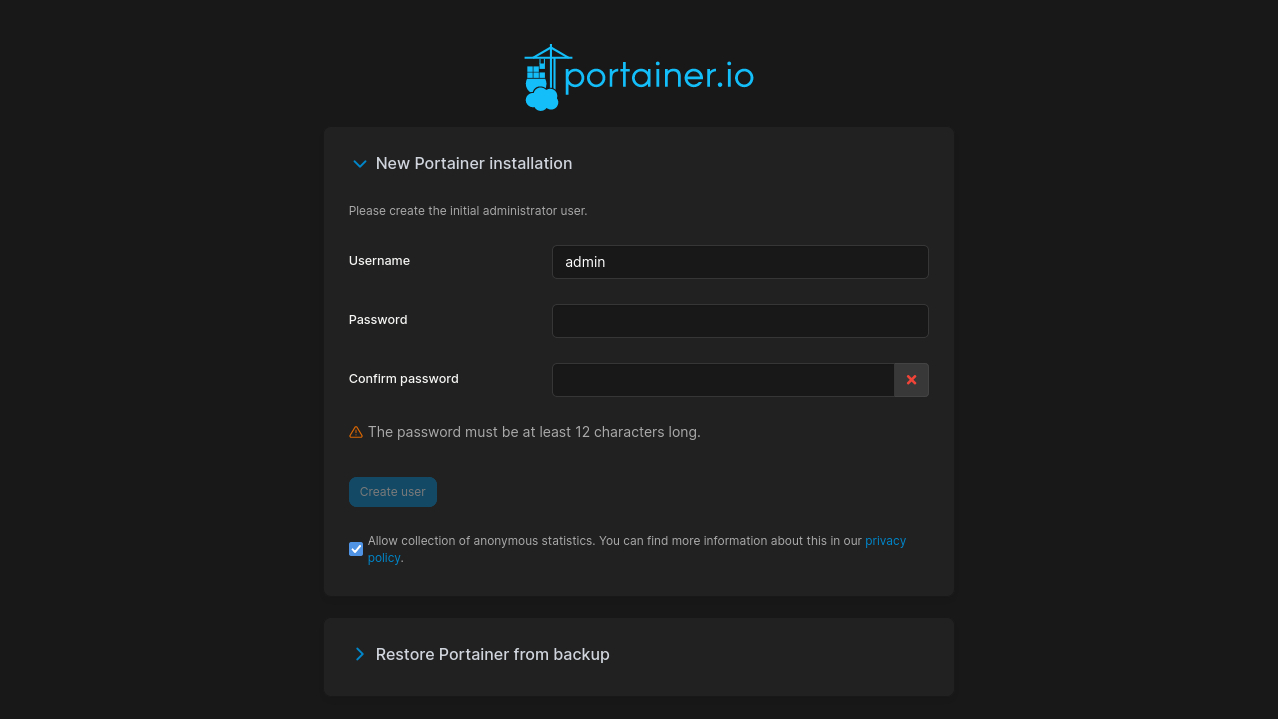 portainer.io
New Portainer installation
Please create the initial administrator user.
Username
admin
Password
Confirm password
The password must be at least 12 characters long.
Create user
Allow collection of anonymous statistics. You can find more information about this in our privacy
policy.
Restore Portainer from backup